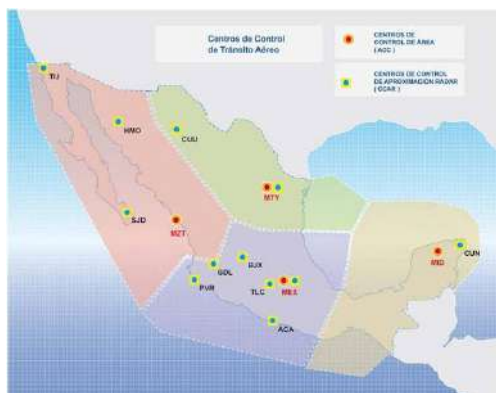 Centros de Control
de Tránsito Aéreo
CENTROS DE
CONTROL DE ÁREA
( ACC )
CENTROS DE CONTROL
DE APROXIMACION RADAR
( CCAR )
TIJ
HMO
CUU
MTY
SJD
MZT
GDL
BJX
PVR
TLC
MEX
ACA
MID
CUN